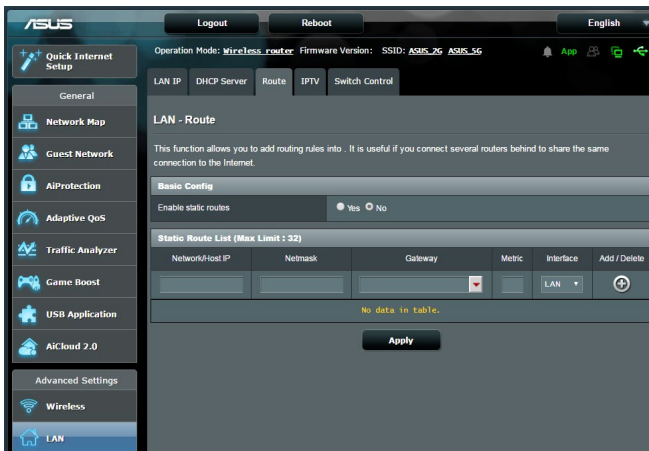 ASUS
Logout
Reboot
English
Quick Internet Setup
Operation Mode: Wireless router Firmware Version: SSID: ASUS_2G ASUS_5G
App
LAN IP
DHCP Server
Route
IPTV
Switch Control
General
Network Map
Guest Network
AiProtection
Adaptive QoS
Traffic Analyzer
Game Boost
USB Application
AiCloud 2.0
Advanced Settings
Wireless
LAN
LAN - Route
This function allows you to add routing rules into . It is useful if you connect several routers behind to share the same
connection to the Internet.
Basic Config
Enable static routes
Yes No
Static Route List (Max Limit : 32)
Network/Host IP Netmask Gateway Metric Interface Add / Delete
LAN
No data in table.
Apply